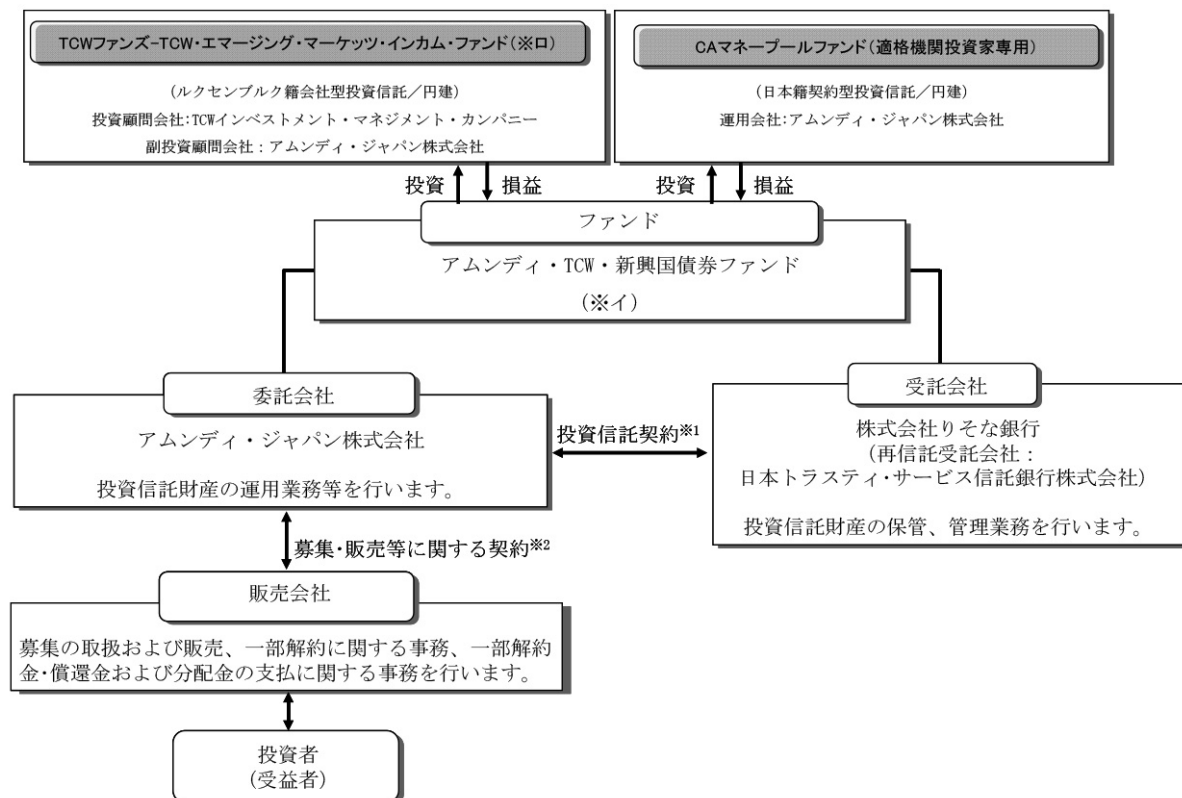 TCWファンズ-TCW・エマージング・マーケッツ・インカム・ファンド(※ロ)
(ルクセンブルク籍会社型投資信託／円建)
投資顧問会社:TCWインベストメント・マネジメント・カンパニー
副投資顧問会社：アムンディ・ジャパン株式会社
CAマネープールファンド(適格機関投資家専用)
(日本籍契約型投資信託／円建)
運用会社:アムンディ・ジャパン株式会社
投資
損益
投資
損益
ファンド
アムンディ・TCW・新興国債券ファンド
(※イ)
委託会社
アムンディ・ジャパン株式会社
投資信託財産の運用業務等を行います。
投資信託契約※1
受託会社
株式会社りそな銀行
(再信託受託会社：
日本トラスティ・サービス信託銀行株式会社)
投資信託財産の保管、管理業務を行います。
募集・販売等に関する契約※2
販売会社
募集の取扱および販売、一部解約に関する事務、一部解約
金・償還金および分配金の支払に関する事務を行います。
投資者
(受益者)